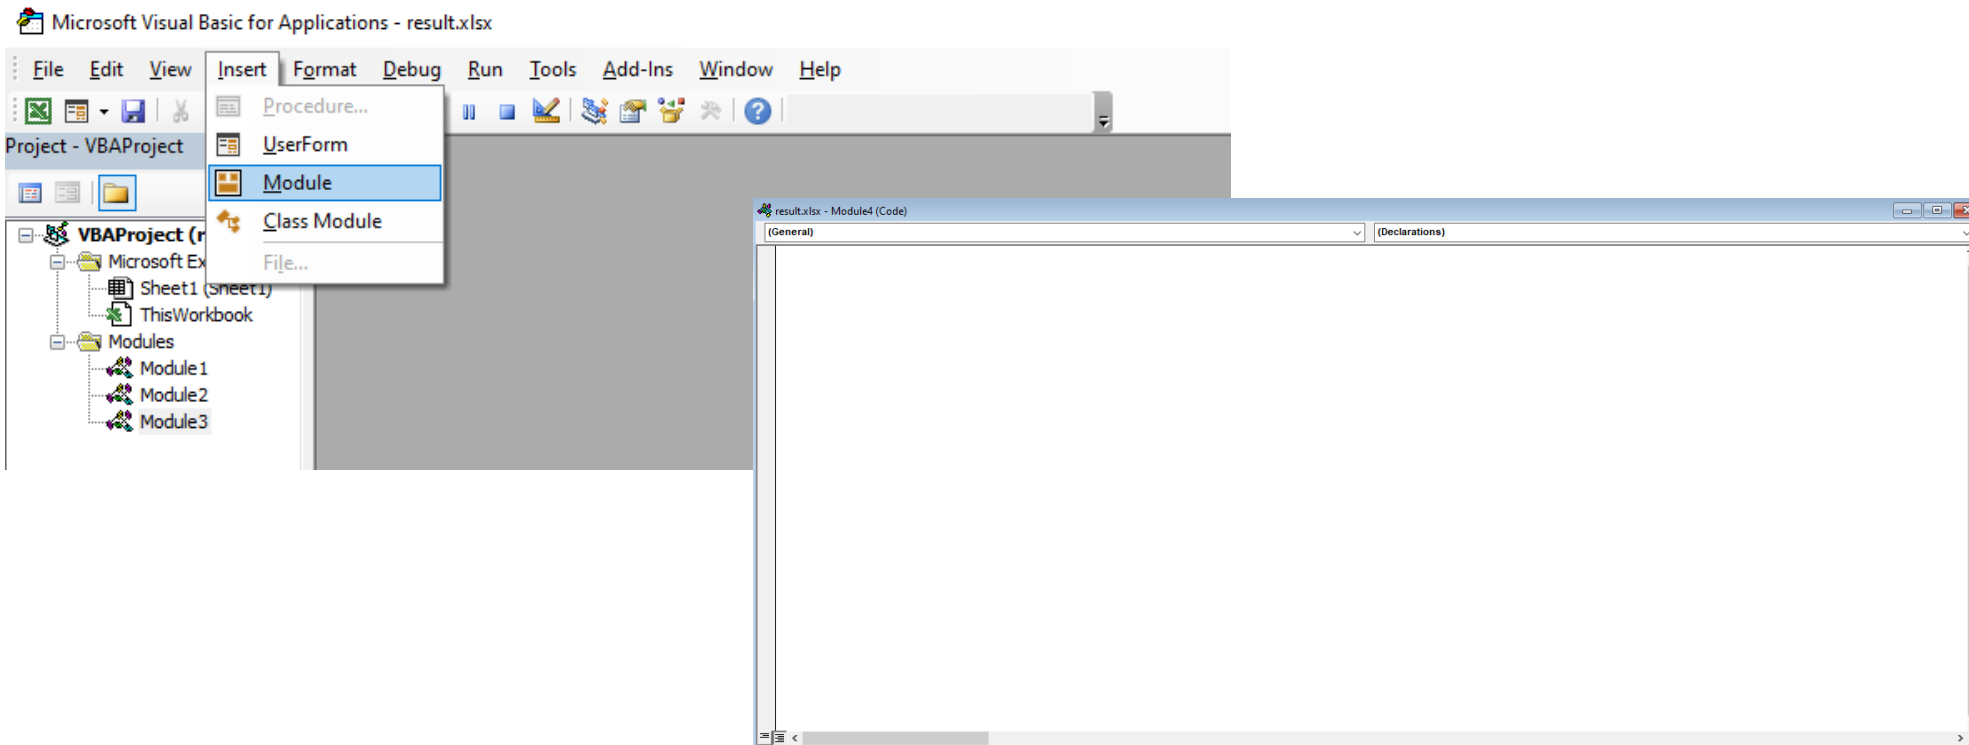 Microsoft Visual Basic for Applications - result.xlsx
File Edit View Insert Format Debug Run Tools Add-Ins Window Help
Procedure...
UserForm
Module
Class Module
File...
Project - VBAProject
VBAProject (r
Microsoft Ex
Sheet1 (Sheet1)
ThisWorkbook
Modules
Module1
Module2
Module3
result.xlsx - Module4 (Code)
(General) (Declarations)